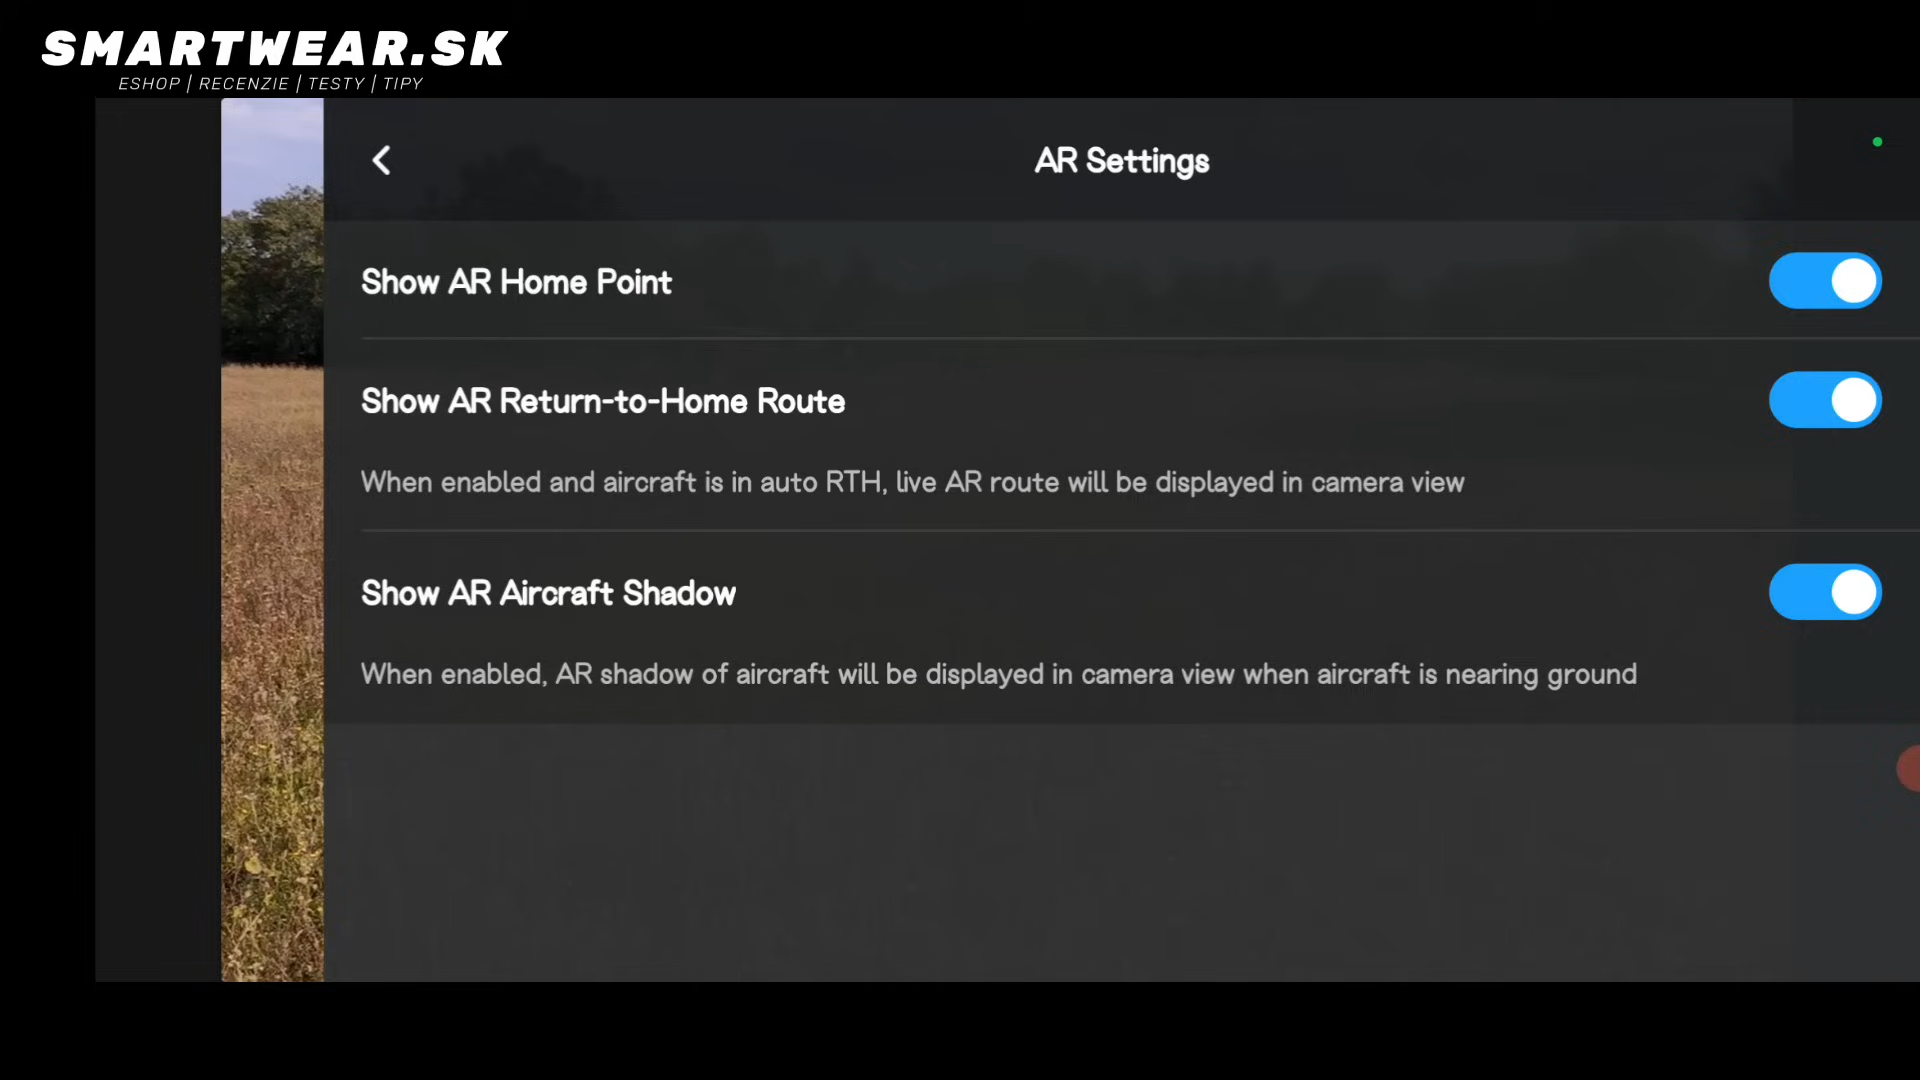 SMARTWEAR.SK
ESHOP | RECENZIE | TESTY | TIPY
AR Settings
Show AR Home Point
Show AR Return-to-Home Route
When enabled and aircraft is in auto RTH, live AR route will be displayed in camera view
Show AR Aircraft Shadow
When enabled, AR shadow of aircraft will be displayed in camera view when aircraft is nearing ground